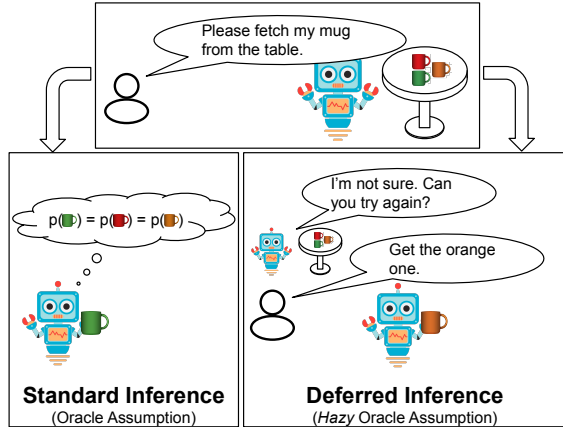 Please fetch my mug
from the table.
p( ) = p( ) = p( )
I'm not sure. Can
you try again?
Get the orange
one.
Standard Inference
(Oracle Assumption)
Deferred Inference
(Hazy Oracle Assumption)